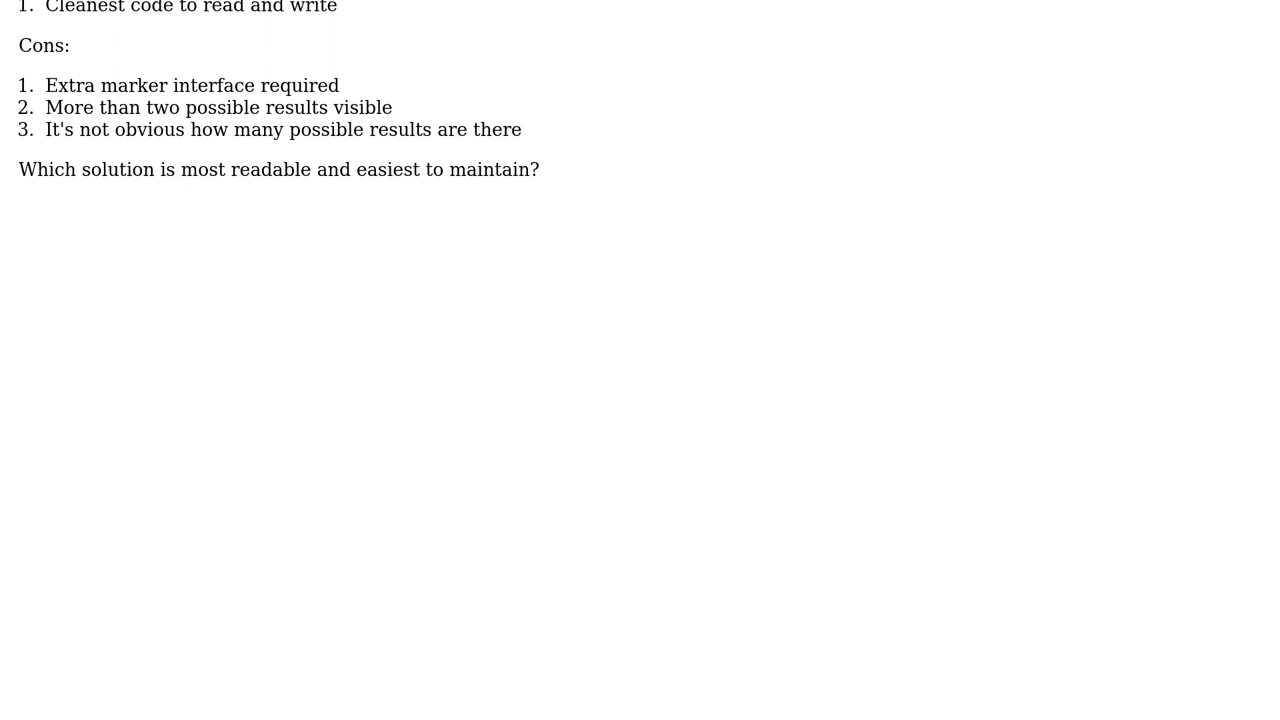 1. Cleanest code to read and write
Cons:
1. Extra marker interface required
2. More than two possible results visible
3. It's not obvious how many possible results are there
Which solution is most readable and easiest to maintain?